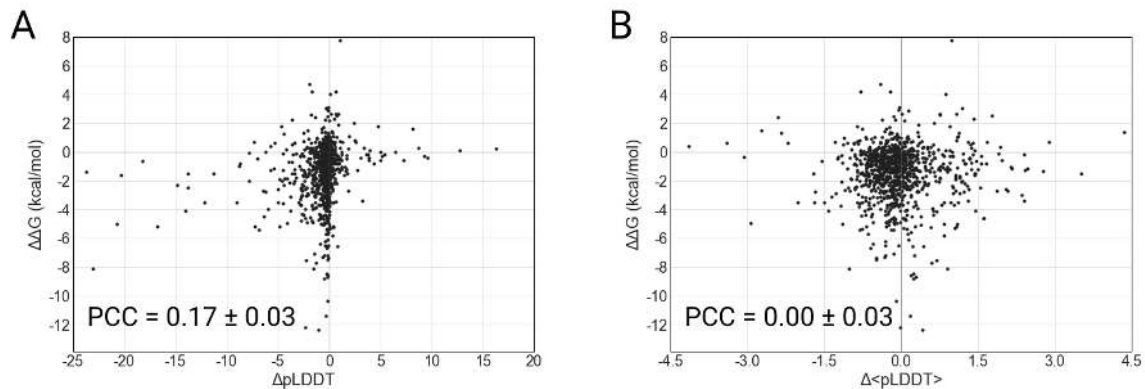 A
8
6
4
2
0
-2
-4
-6
-8
-10
-12
ΔΔG (kcal/mol)
PCC = 0.17 ± 0.03
-25 -20 -15 -10 -5 0 5 10 15 20
ΔpLDDT
B
8
6
4
2
0
-2
-4
-6
-8
-10
-12
ΔΔG (kcal/mol)
PCC = 0.00 ± 0.03
-4.5 -3.0 -1.5 0.0 1.5 3.0 4.5
Δ<pLDDT>